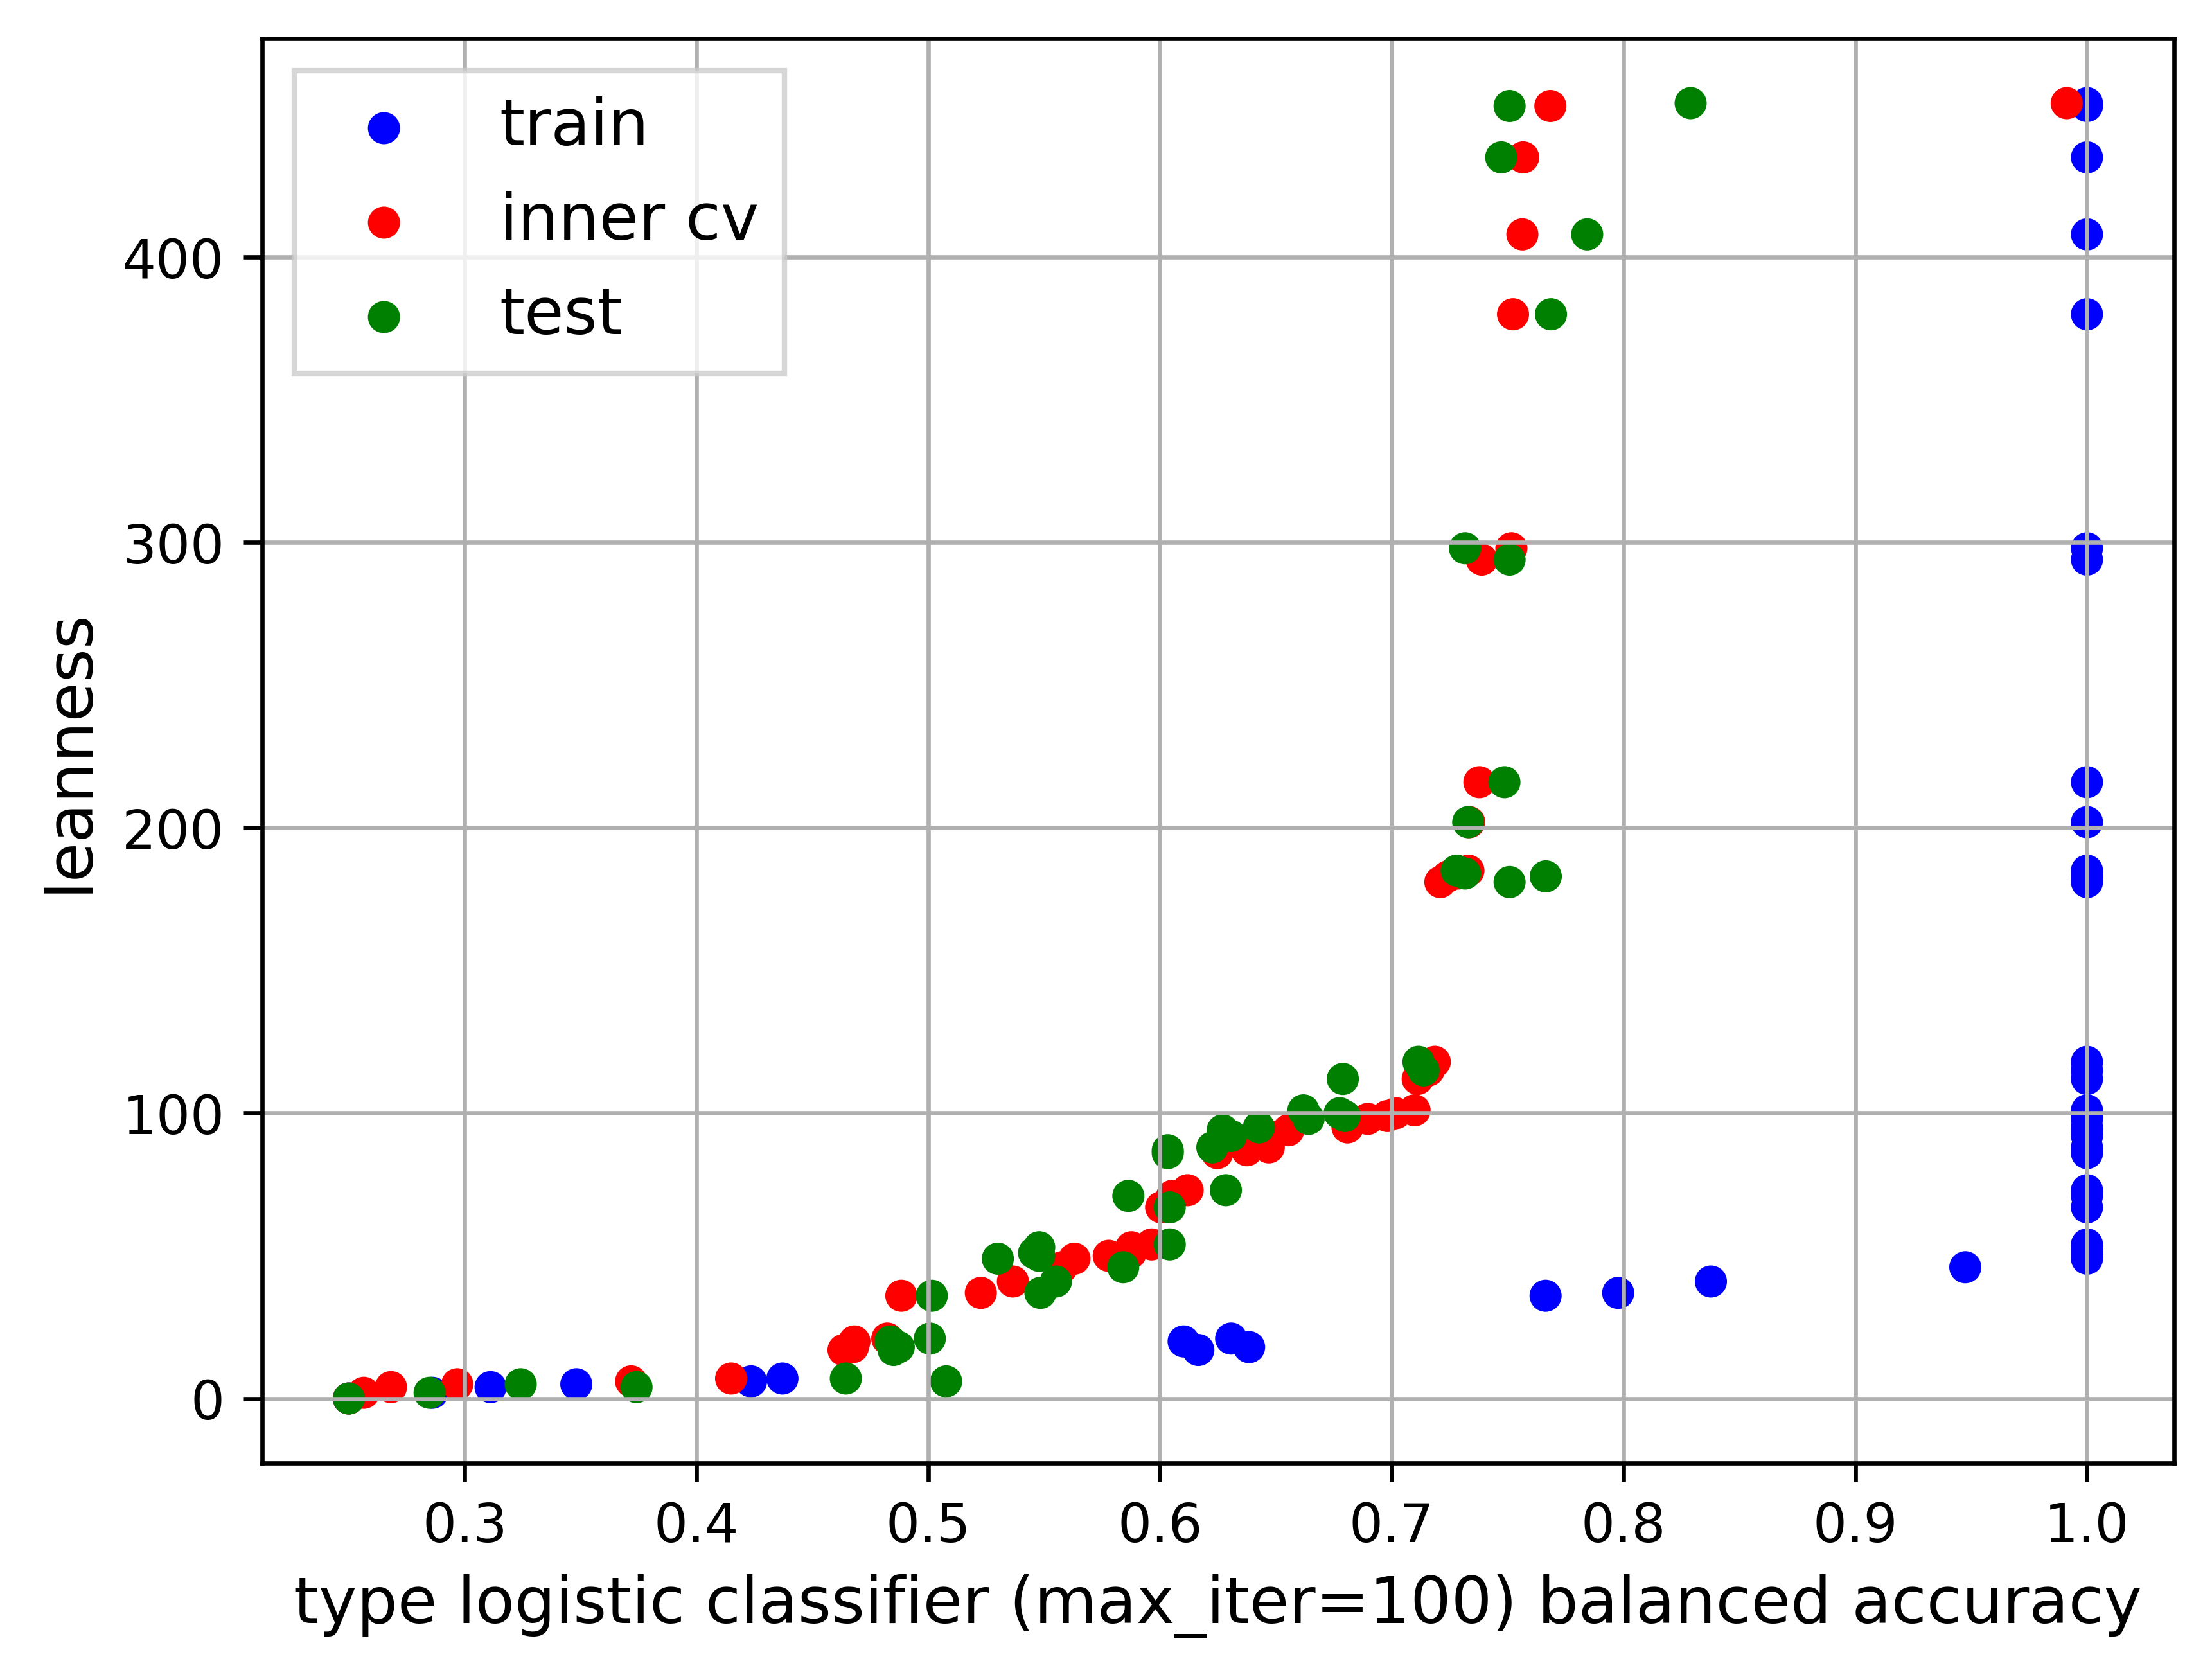 train
inner cv
test
leanness
400
300
200
100
0
0.3 0.4 0.5 0.6 0.7 0.8 0.9 1.0
type logistic classifier (max_iter=100) balanced accuracy